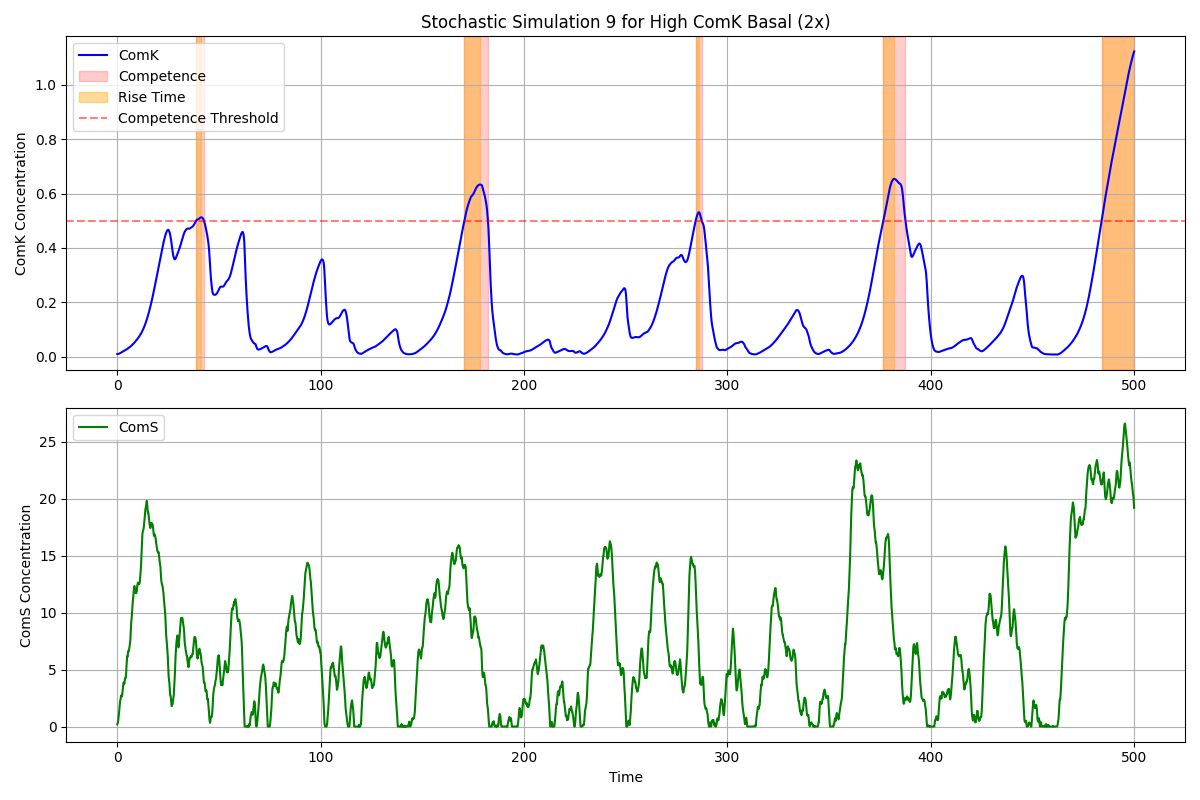 Stochastic Simulation 9 for High ComK Basal (2x)
ComK
Competence
Rise Time
Competence Threshold
ComK Concentration
1.0
0.8
0.6
0.4
0.2
0.0
0 100 200 300 400 500
ComS
ComS Concentration
25
20
15
10
5
0
0 100 200 300 400 500
Time